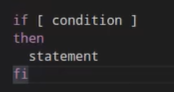 if [ condition ]
then
  statement
fi